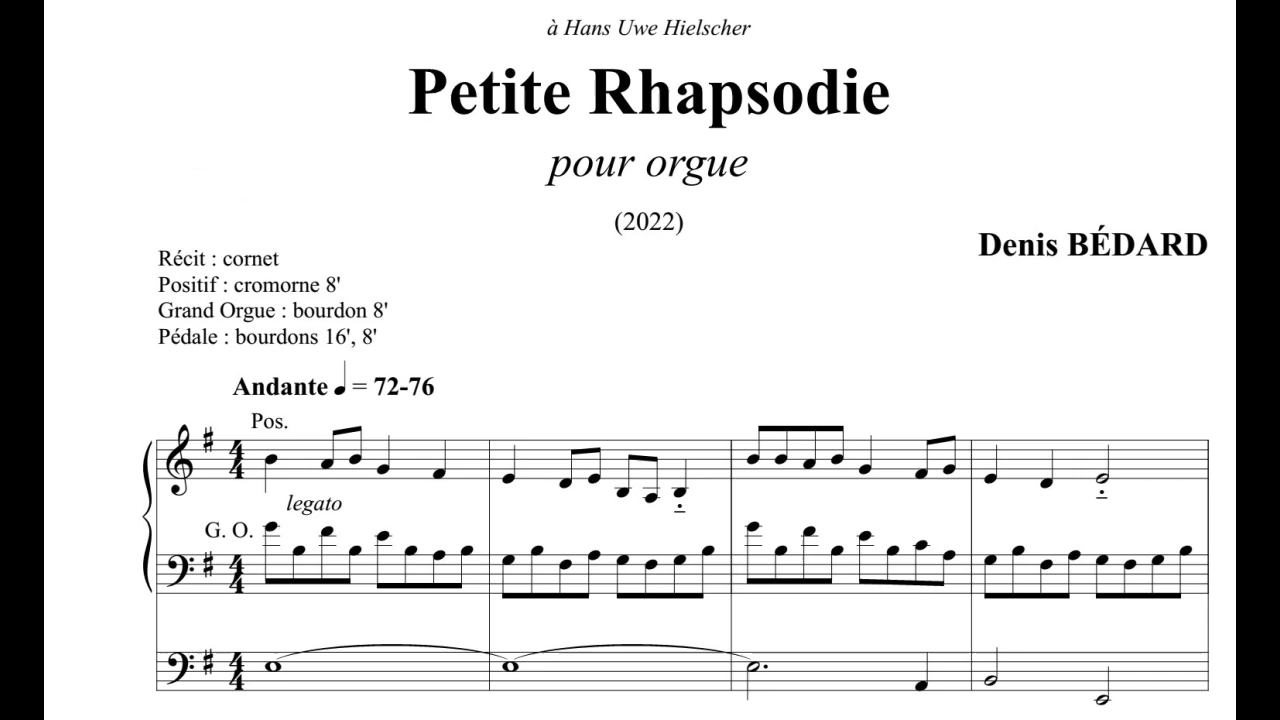 à Hans Uwe Hielscher
Petite Rhapsodie
pour orgue
(2022)
Denis BÉDARD
Récit : cornet
Positif : cromorne 8'
Grand Orgue : bourdon 8'
Pédale : bourdons 16', 8'
Andante ♩ = 72-76
Pos.
legato
G. O.